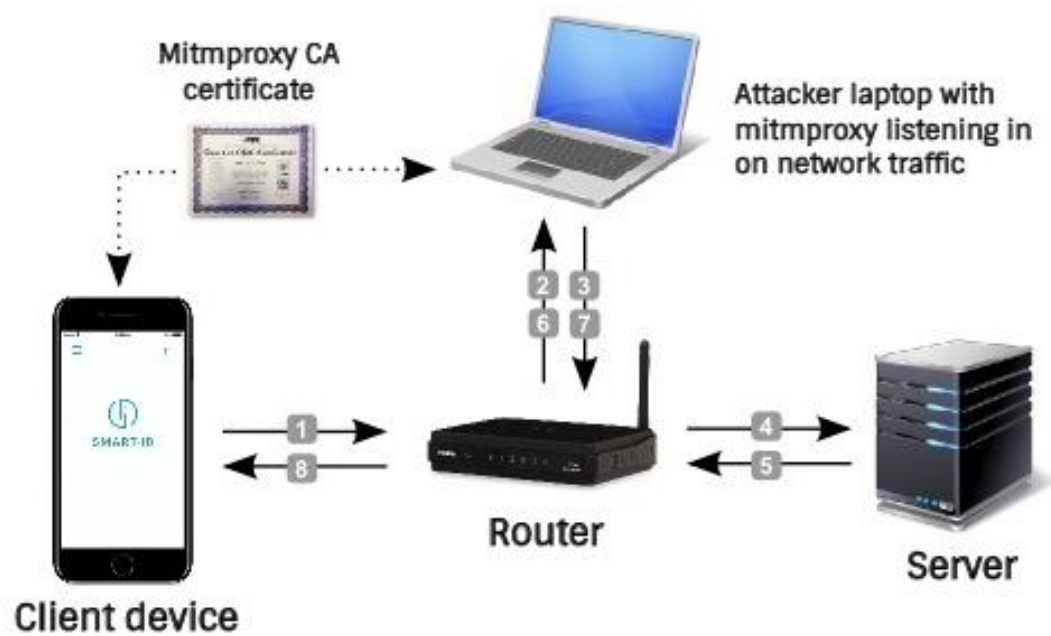 Mitmproxy CA
certificate
Attacker laptop with
mitmproxy listening in
on network traffic
2 3
6 7
SMART-ID
1
8
4
5
Router
Server
Client device